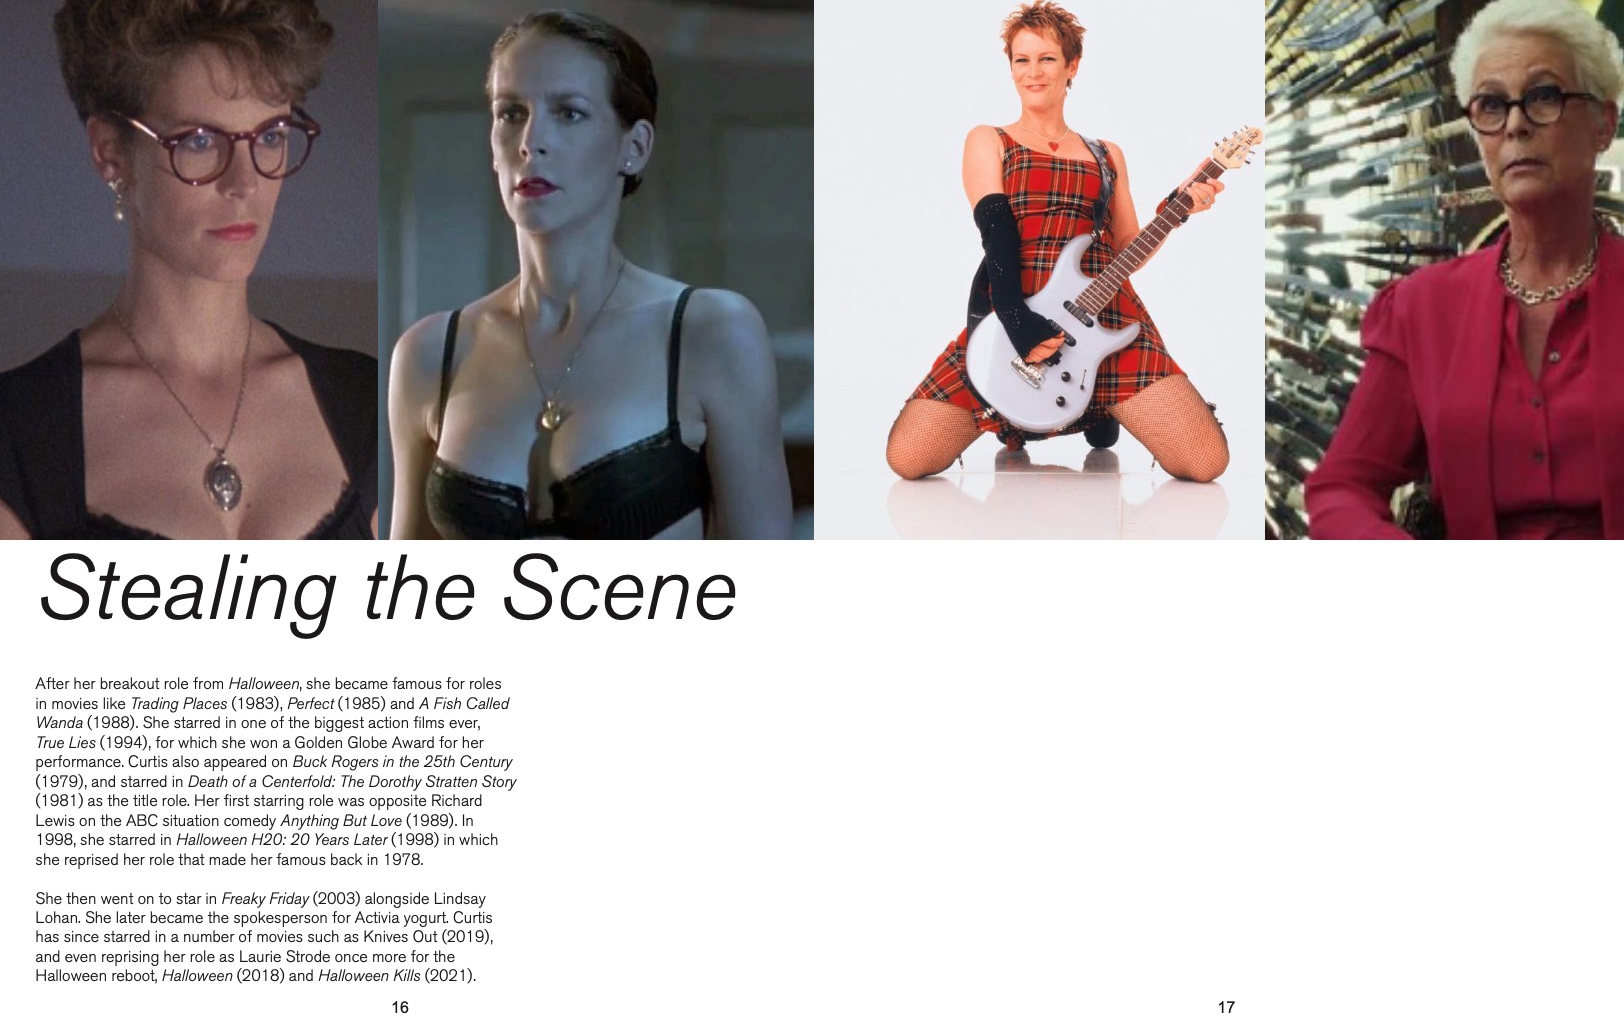 Stealing the Scene
After her breakout role from Halloween, she became famous for roles
in movies like Trading Places (1983), Perfect (1985) and A Fish Called
Wanda (1988). She starred in one of the biggest action films ever,
True Lies (1994), for which she won a Golden Globe Award for her
performance. Curtis also appeared on Buck Rogers in the 25th Century
(1979), and starred in Death of a Centerfold: The Dorothy Stratten Story
(1981) as the title role. Her first starring role was opposite Richard
Lewis on the ABC situation comedy Anything But Love (1989). In
1998, she starred in Halloween H20: 20 Years Later (1998) in which
she reprised her role that made her famous back in 1978.
She then went on to star in Freaky Friday (2003) alongside Lindsay
Lohan. She later became the spokesperson for Activia yogurt. Curtis
has since starred in a number of movies such as Knives Out (2019),
and even reprising her role as Laurie Strode once more for the
Halloween reboot, Halloween (2018) and Halloween Kills (2021).
16
17